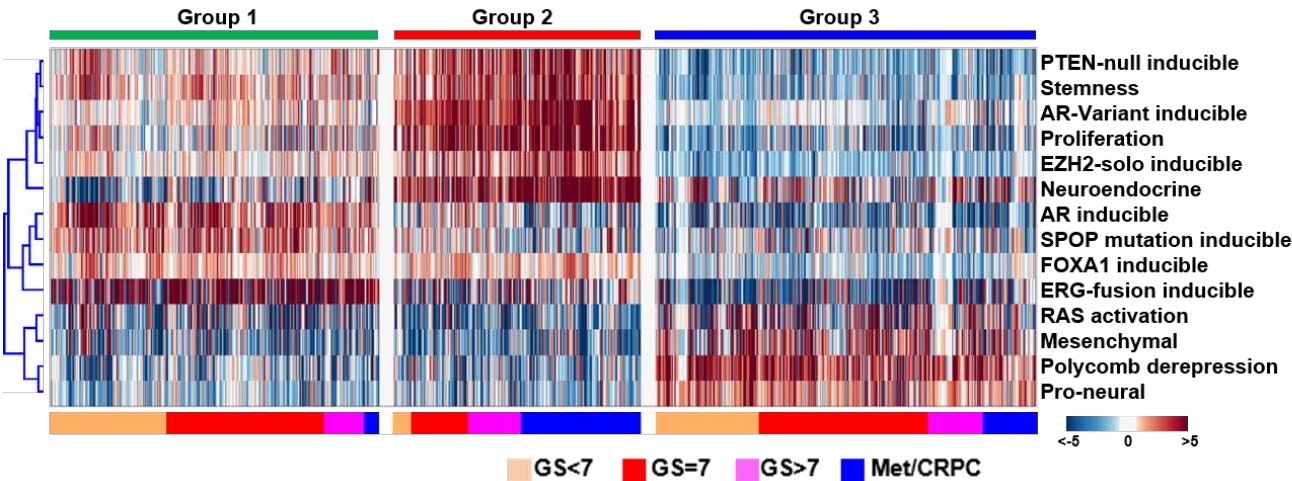 Group 1 Group 2 Group 3
PTEN-null inducible
Stemness
AR-Variant inducible
Proliferation
EZH2-solo inducible
Neuroendocrine
AR inducible
SPOP mutation inducible
FOXA1 inducible
ERG-fusion inducible
RAS activation
Mesenchymal
Polycomb derepression
Pro-neural
<-5 0 >5
GS<7 GS=7 GS>7 Met/CRPC